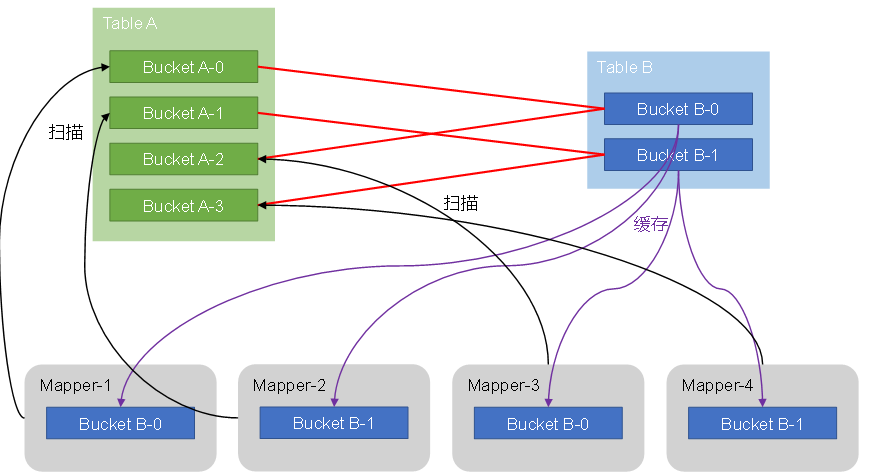 Table A
Bucket A-0
Bucket A-1
Bucket A-2
Bucket A-3
Table B
Bucket B-0
Bucket B-1
扫描
扫描
缓存
Mapper-1
Bucket B-0
Mapper-2
Bucket B-1
Mapper-3
Bucket B-0
Mapper-4
Bucket B-1